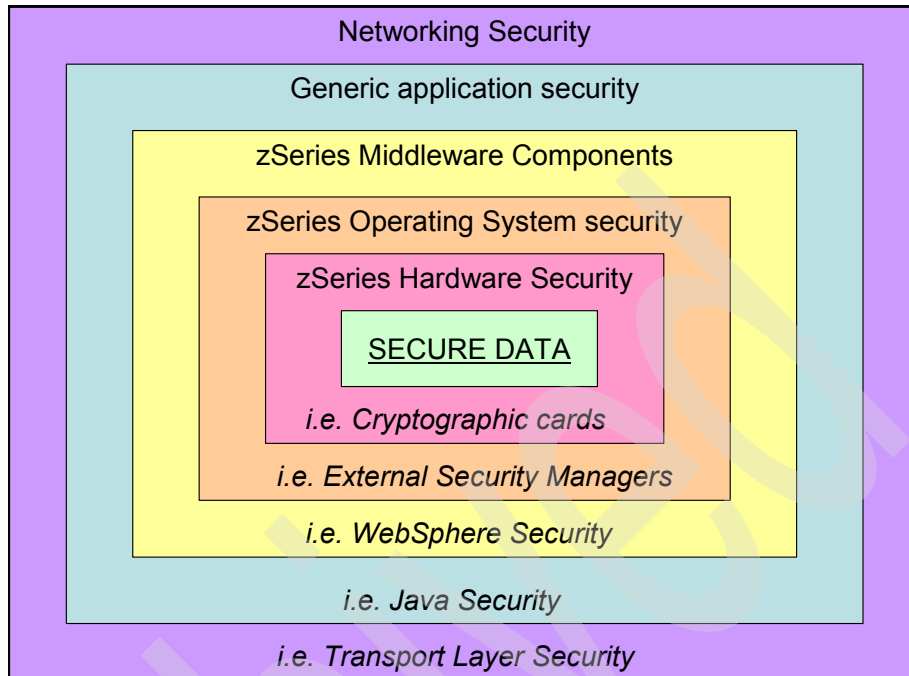 Networking Security
Generic application security
zSeries Middleware Components
zSeries Operating System security
zSeries Hardware Security
SECURE DATA
i.e. Cryptographic cards
i.e. External Security Managers
i.e. WebSphere Security
i.e. Java Security
i.e. Transport Layer Security